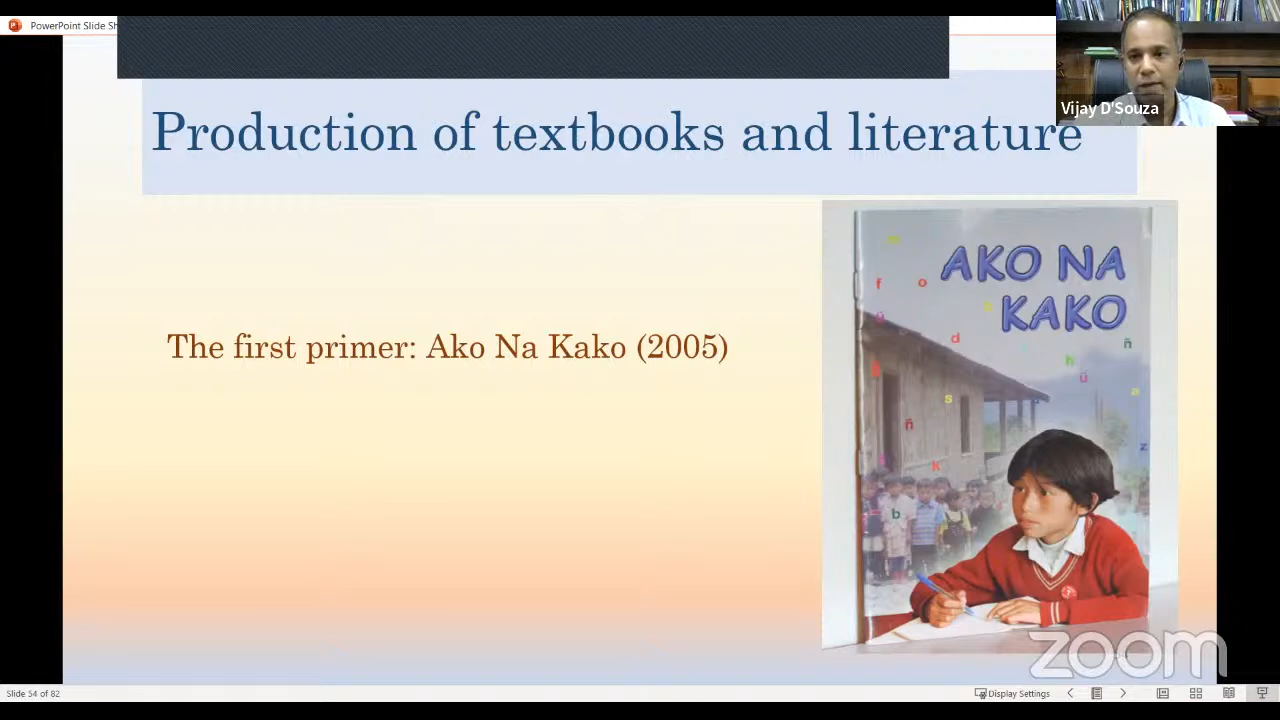 PowerPoint Slide Sh
Vijay D'Souza
Production of textbooks and literature
The first primer: Ako Na Kako (2005)
AKO NA
KAKO
f o
d
ñ
h
ü
s
a
ñ
z
k
b
zoom
Slide 54 of 82
Display Settings